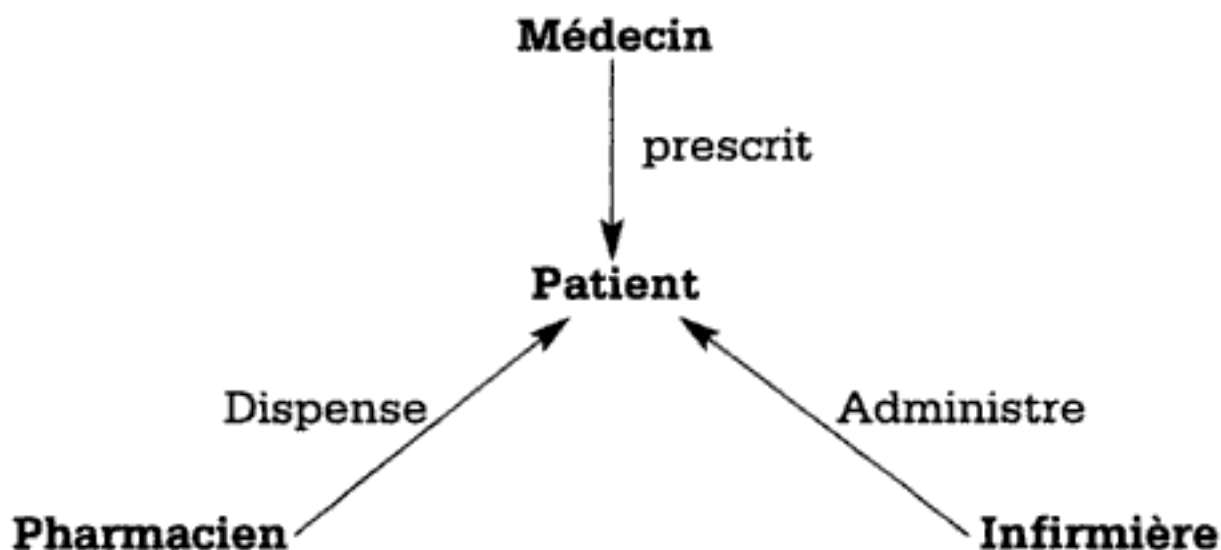 Médecin
prescrit
Patient
Dispense
Administre
Pharmacien
Infirmière